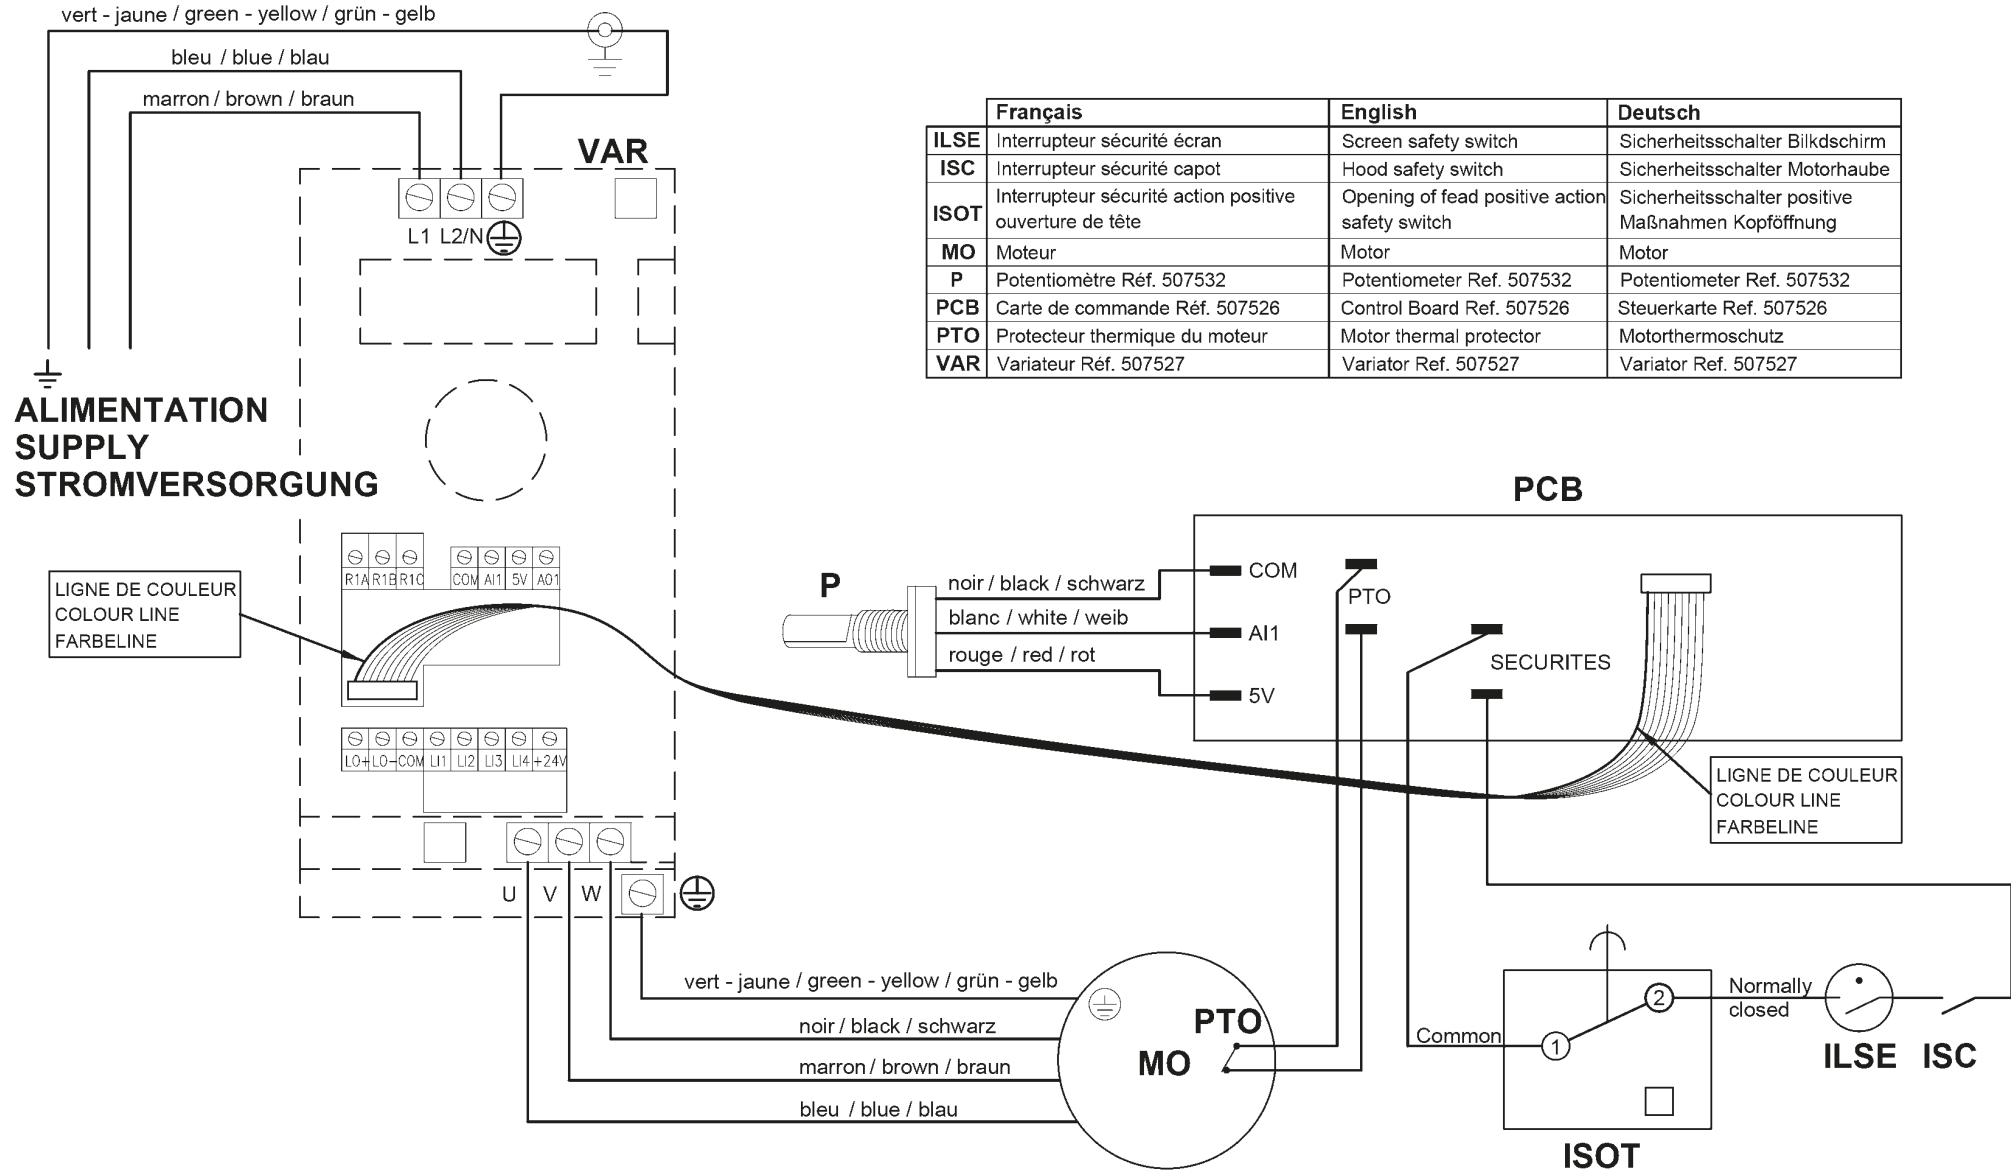 vert - jaune / green - yellow / grün - gelb
bleu / blue / blau
marron / brown / braun
VAR
L1 L2/N
ALIMENTATION
SUPPLY
STROMVERSORGUNG
Français English Deutsch
ILSE Interrupteur sécurité écran Screen safety switch Sicherheitsschalter Bilkdschirm
ISC Interrupteur sécurité capot Hood safety switch Sicherheitsschalter Motorhaube
ISOT Interrupteur sécurité action positive Opening of fead positive action Sicherheitsschalter positive
ouverture de tête safety switch Maßnahmen Kopföffnung
MO Moteur Motor Motor
P Potentiomètre Réf. 507532 Potentiometer Ref. 507532 Potentiometer Ref. 507532
PCB Carte de commande Réf. 507526 Control Board Ref. 507526 Steuerkarte Ref. 507526
PTO Protecteur thermique du moteur Motor thermal protector Motorthermoschutz
VAR Variateur Réf. 507527 Variator Ref. 507527 Variator Ref. 507527
R1A R1B R1C COM AI1 5V AO1
LIGNE DE COULEUR
COLOUR LINE
FARBELINE
LO+ LO- COM LI1 LI2 LI3 LI4 +24V
U V W
P
noir / black / schwarz
blanc / white / weib
rouge / red / rot
PCB
COM
AI1
5V
PTO
SECURITES
LIGNE DE COULEUR
COLOUR LINE
FARBELINE
vert - jaune / green - yellow / grün - gelb
noir / black / schwarz
marron / brown / braun
bleu / blue / blau
PTO
MO
Common
1
2
Normally
closed
ILSE ISC
ISOT